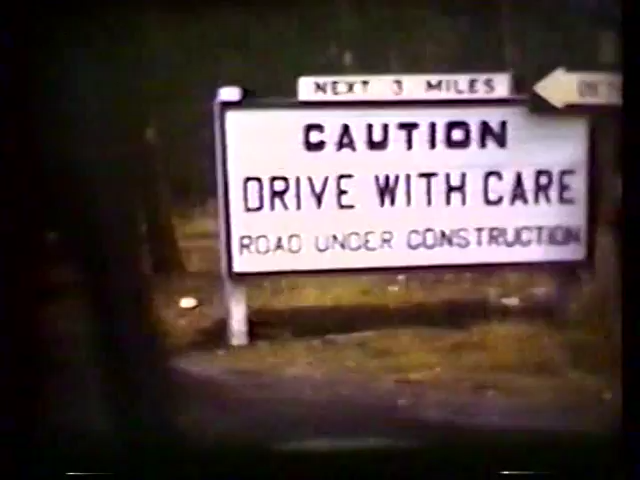 NEXT 3 MILES
CAUTION
DRIVE WITH CARE
ROAD UNDER CONSTRUCTION